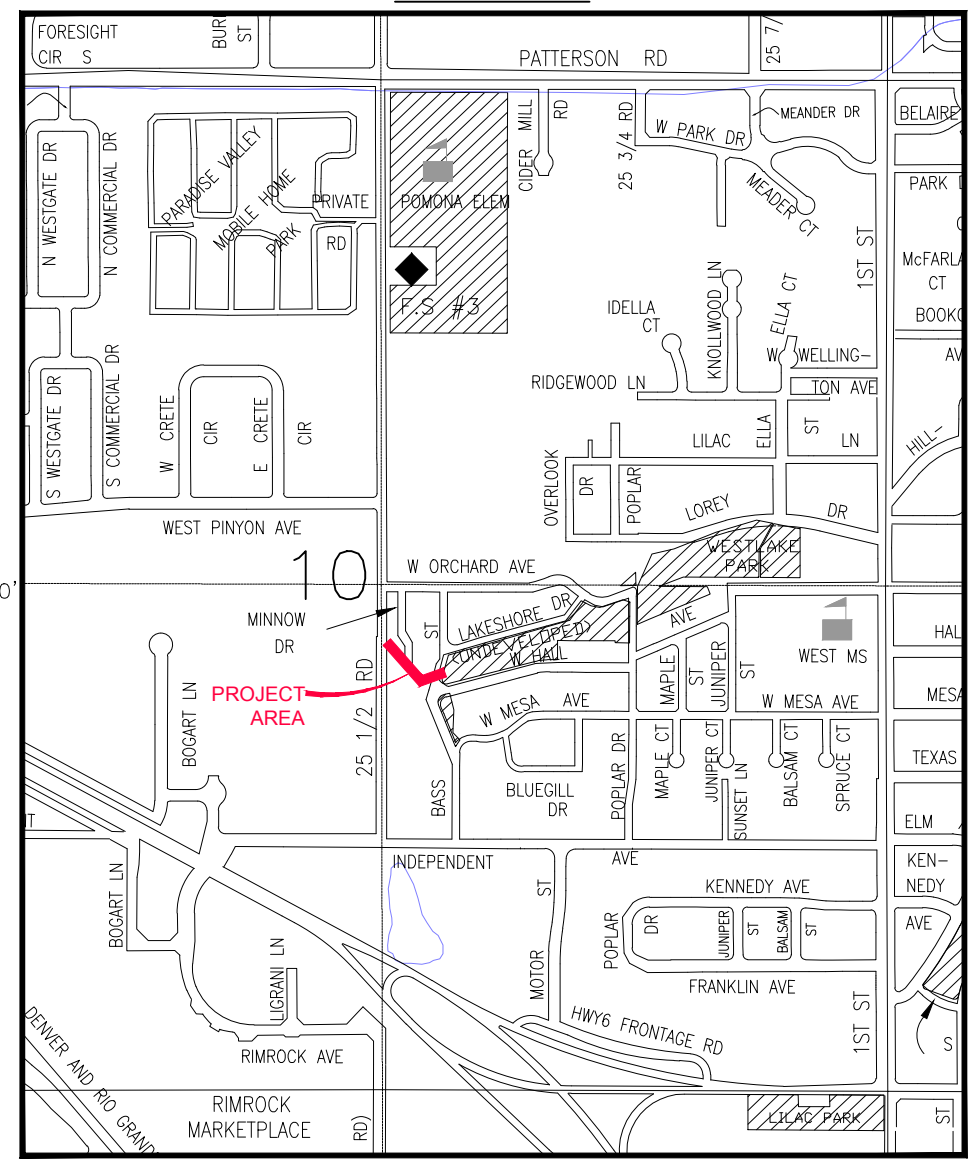 FORESIGHT
CIR S
ST
PATTERSON RD
25 7/
N WESTGATE DR
N COMMERCIAL DR
PARADISE VALLEY
MOBILE HOME
PARK
PRIVATE
RD
POMONA ELEM
F.S #3
CIDER MILL
RD
25 3/4 RD
W PARK DR
MEANDER DR
MEADER CT
1ST ST
BELAIRE
PARK
McFARLA
CT
BOOKC
AV
HILL-
IDELLA
CT
KNOLLWOOD LN
ELLA CT
W WELLING-
TON AVE
RIDGEWOOD LN
S WESTGATE DR
S COMMERCIAL DR
W CRETE
CIR
E CRETE
CIR
LILAC
LN
ELLA
ST
OVERLOOK
DR
POPLAR
LOREY
DR
WEST PINYON AVE
10
0'
W ORCHARD AVE
WESTLAKE
PARK
MINNOW
DR
ST
LAKESHORE DR
(UNDEVELOPED)
W HALL
AVE
WEST MS
HAL
PROJECT
AREA
25 1/2 RD
MAPLE
ST
JUNIPER
ST
W MESA AVE
W MESA AVE
MESA
BOGART LN
BASS
BLUEGILL
DR
POPLAR DR
MAPLE CT
JUNIPER CT
SUNSET LN
BALSAM CT
SPRUCE CT
TEXAS
ELM
INDEPENDENT
AVE
KEN-
NEDY
AVE
KENNEDY AVE
BOGART LN
ST
MOTOR
POPLAR
DR
JUNIPER
ST
BALSAM
ST
FRANKLIN AVE
LIGRANI LN
HWY6 FRONTAGE RD
1ST ST
S
RIMROCK AVE
DENVER AND RIO GRAND
RIMROCK
MARKETPLACE
RD)
LILAC PARK
ST